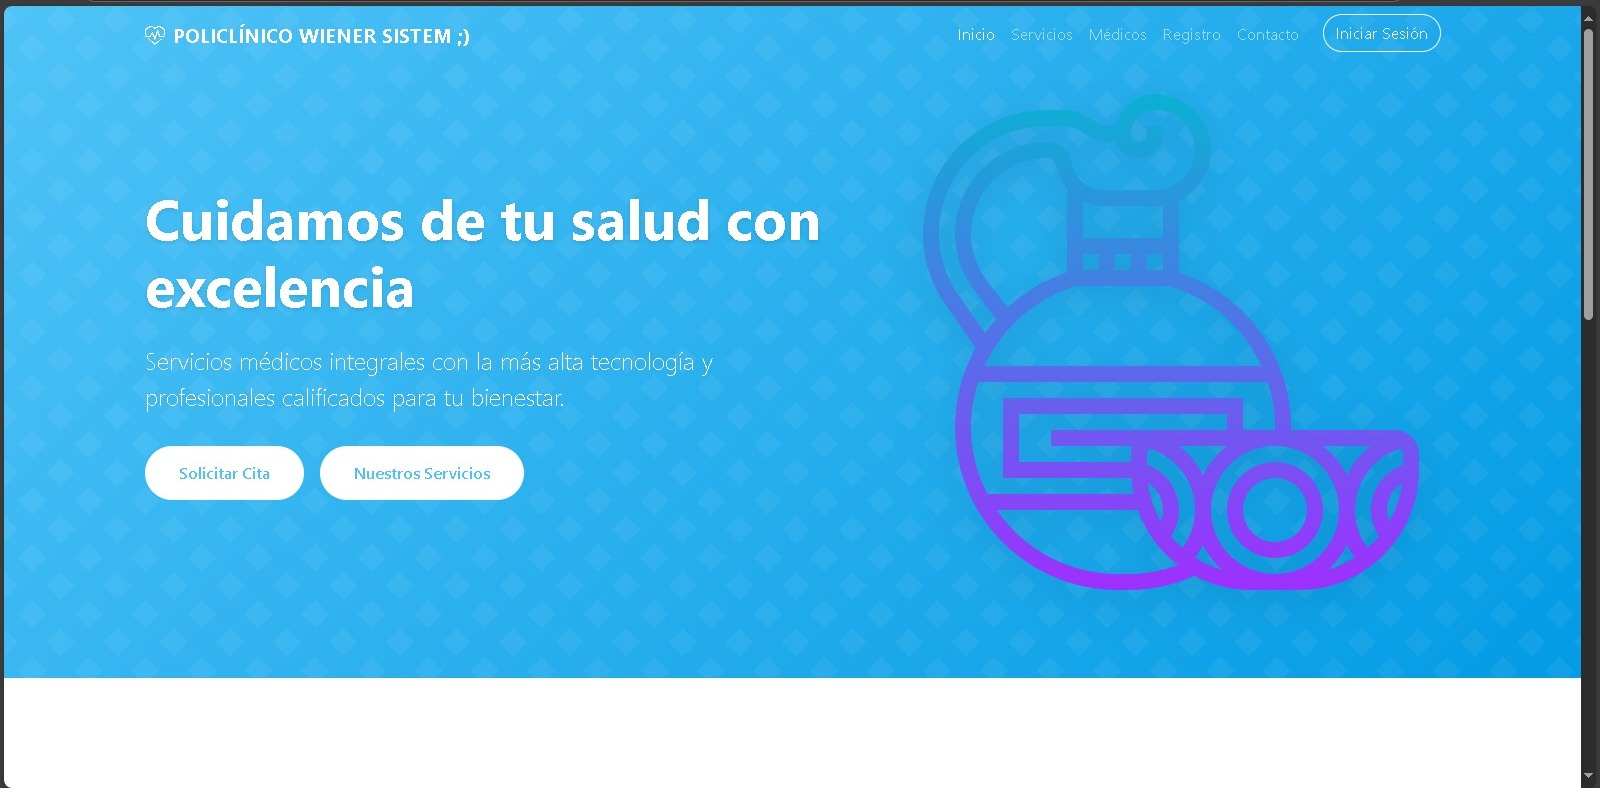 POLICLÍNICO WIENER SISTEM ;)
Inicio Servicios Médicos Registro Contacto Iniciar Sesión
Cuidamos de tu salud con
excelencia
Servicios médicos integrales con la más alta tecnología y
profesionales calificados para tu bienestar.
Solicitar Cita Nuestros Servicios